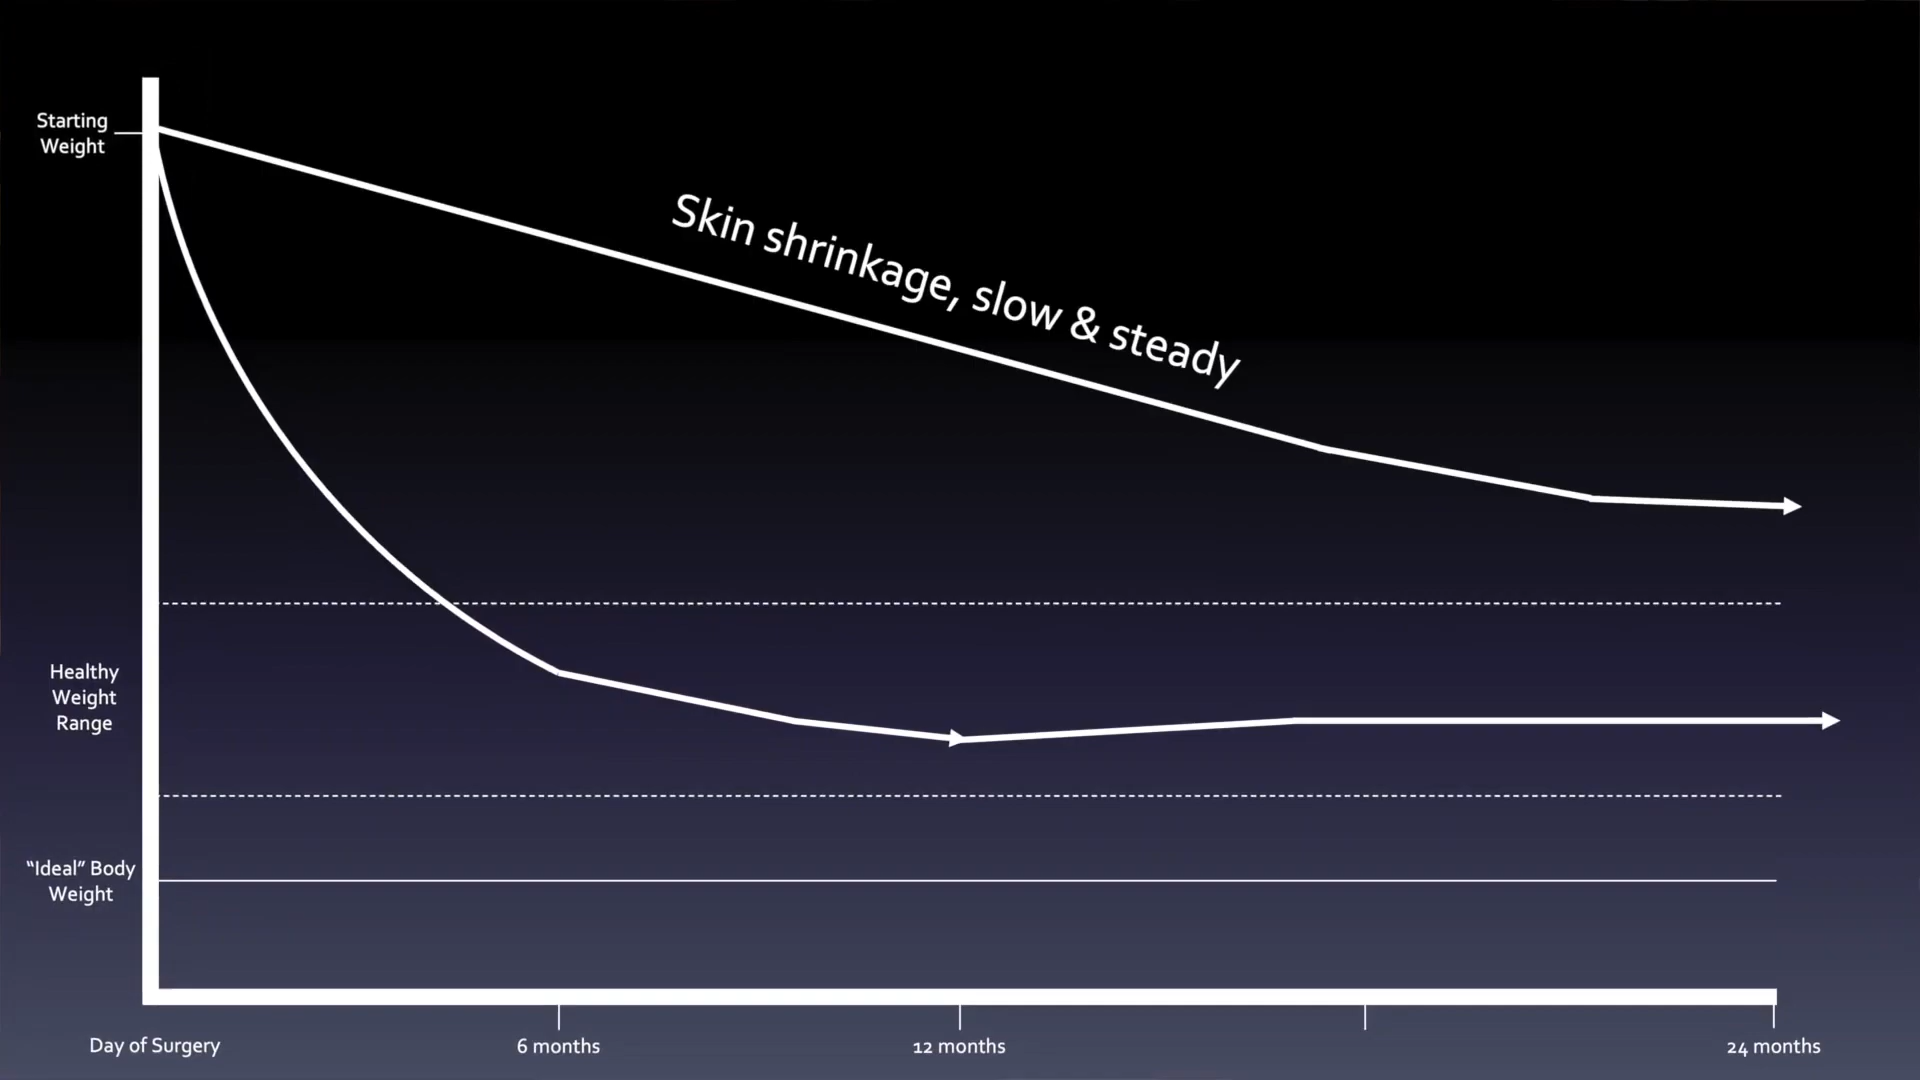 Starting
Weight
Skin shrinkage, slow & steady
Healthy
Weight
Range
“Ideal” Body
Weight
Day of Surgery
6 months
12 months
24 months